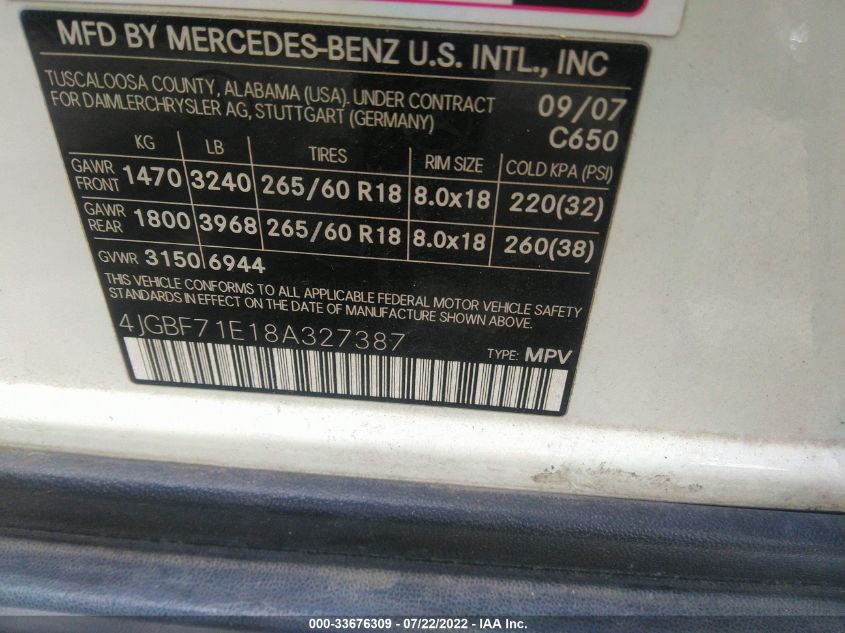 MFD BY MERCEDES-BENZ U.S. INTL., INC
TUSCALOOSA COUNTY, ALABAMA (USA). UNDER CONTRACT
FOR DAIMLERCHRYSLER AG, STUTTGART (GERMANY)
09/07
C650
KG LB TIRES RIM SIZE COLD KPA (PSI)
GAWR FRONT 1470 3240 265/60 R18 8.0x18 220(32)
GAWR REAR 1800 3968 265/60 R18 8.0x18 260(38)
GVWR 3150 6944
THIS VEHICLE CONFORMS TO ALL APPLICABLE FEDERAL MOTOR VEHICLE SAFETY
STANDARDS IN EFFECT ON THE DATE OF MANUFACTURE SHOWN ABOVE.
4JGBF71E18A327387
TYPE: MPV
000-33676309 - 07/22/2022 - IAA Inc.